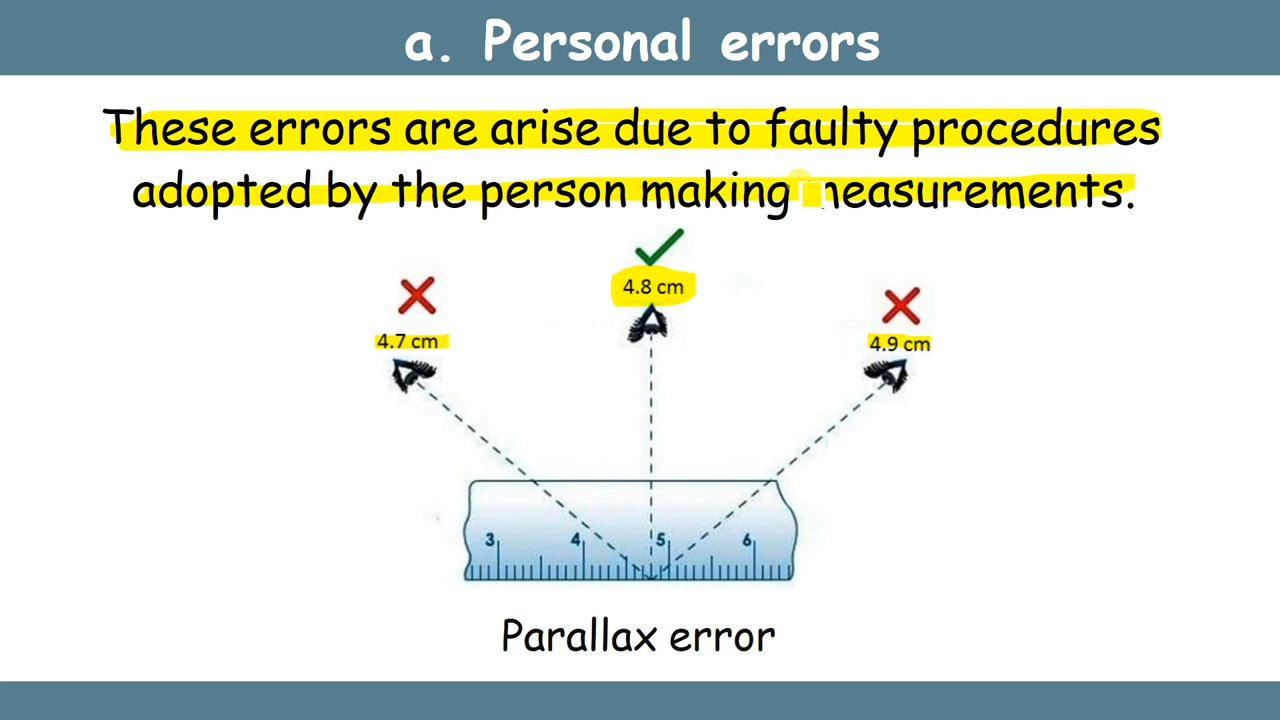 a. Personal errors
These errors are arise due to faulty procedures
adopted by the person making measurements.
4.8 cm
4.7 cm
4.9 cm
3 4 5 6
Parallax error